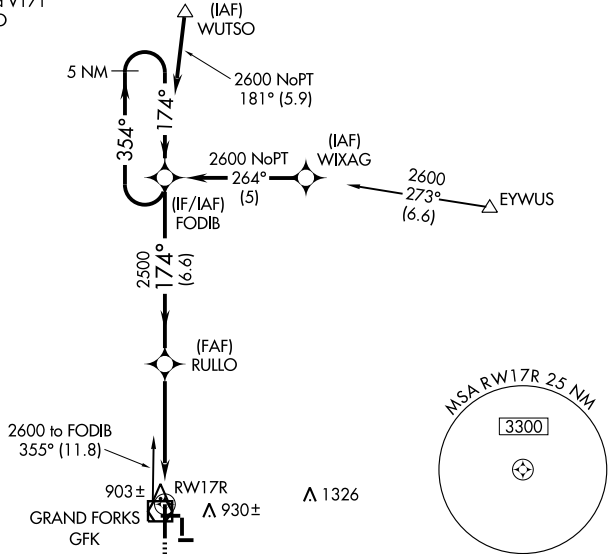 (IAF)
WUTSO
5 NM
2600 NoPT
181° (5.9)
174°
354°
(IAF)
WIXAG
2600 NoPT
264°
(5)
2600
273°
(6.6)
EYWUS
(IF/IAF)
FODIB
2500
174°
(6.6)
(FAF)
RULLO
MSA RW17R 25 NM
3300
2600 to FODIB
355° (11.8)
903±
RW17R
930±
1326
GRAND FORKS
GFK